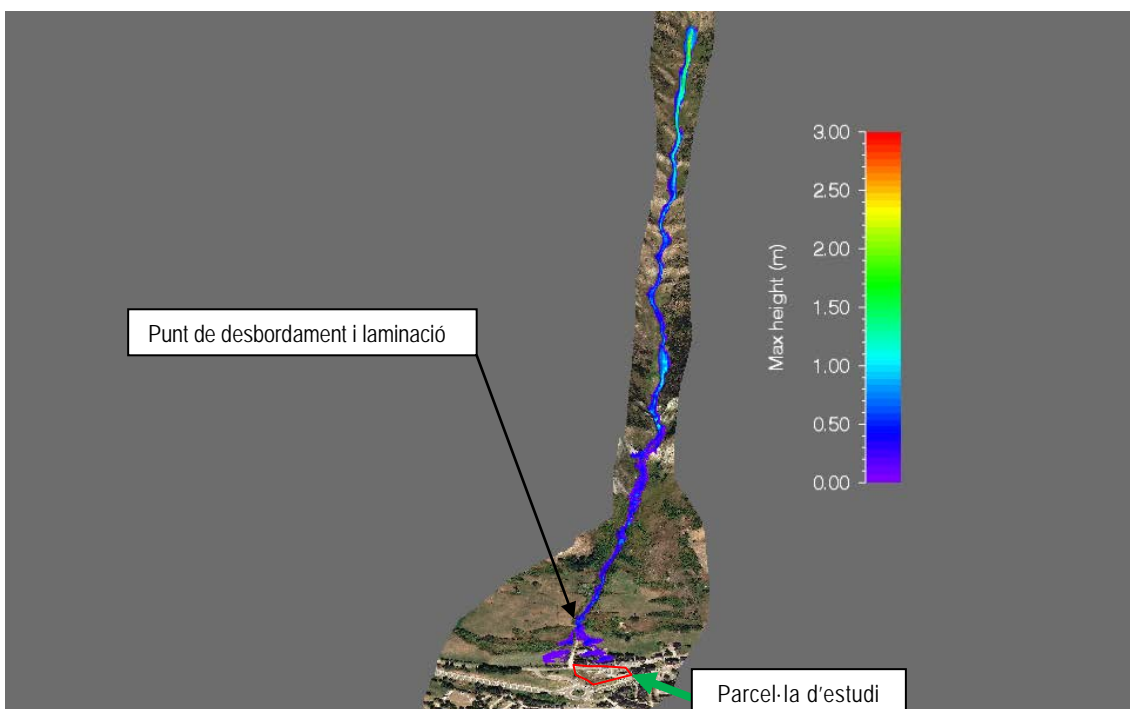 3.00
2.50
2.00
1.50
1.00
0.50
0.00
Max height (m)
Punt de desbordament i laminació
Parcel·la d'estudi